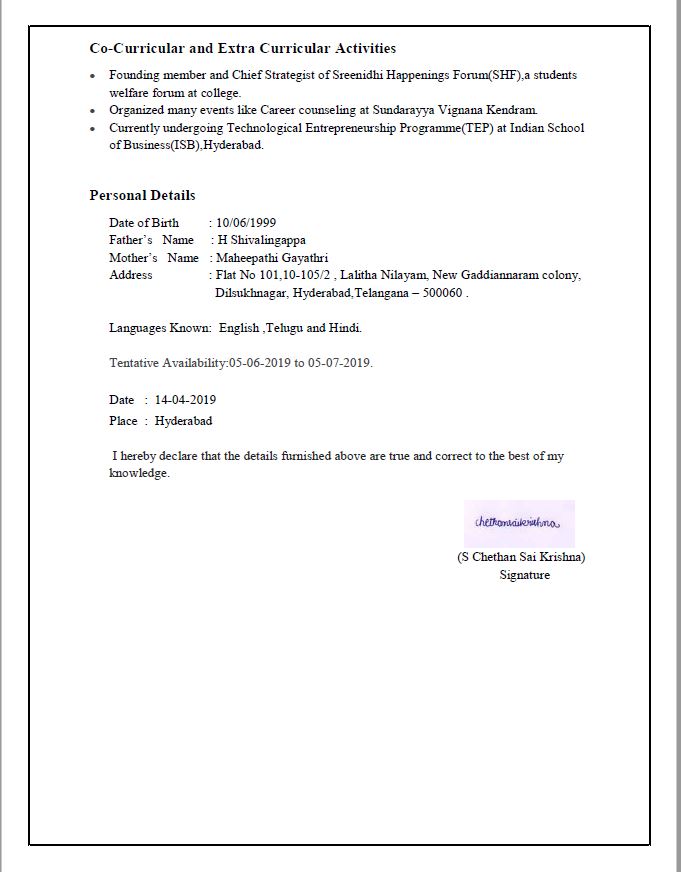 Co-Curricular and Extra Curricular Activities
• Founding member and Chief Strategist of Sreenidhi Happenings Forum(SHF),a students
welfare forum at college.
• Organized many events like Career counseling at Sundarayya Vignana Kendram.
• Currently undergoing Technological Entrepreneurship Programme(TEP) at Indian School
of Business(ISB),Hyderabad.
Personal Details
Date of Birth : 10/06/1999
Father’s Name : H Shivalingappa
Mother’s Name : Maheepathi Gayathri
Address : Flat No 101,10-105/2 , Lalitha Nilayam, New Gaddiannaram colony,
Dilsukhnagar, Hyderabad,Telangana – 500060 .
Languages Known: English ,Telugu and Hindi.
Tentative Availability:05-06-2019 to 05-07-2019.
Date : 14-04-2019
Place : Hyderabad
I hereby declare that the details furnished above are true and correct to the best of my
knowledge.
chethansaikrishna
(S Chethan Sai Krishna)
Signature